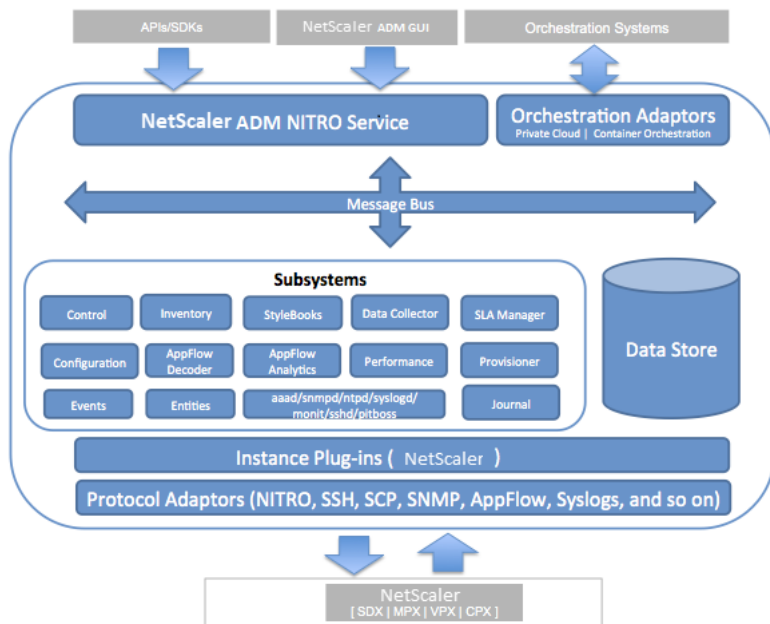 APIs/SDKs
NetScaler ADM GUI
Orchestration Systems
NetScaler ADM NITRO Service
Orchestration Adaptors
Private Cloud | Container Orchestration
Message Bus
Subsystems
Control
Inventory
StyleBooks
Data Collector
SLA Manager
Configuration
AppFlow
Decoder
AppFlow
Analytics
Performance
Provisioner
Events
Entities
aaad/snmpd/ntpd/syslogd/
monit/sshd/pitboss
Journal
Data Store
Instance Plug-ins ( NetScaler )
Protocol Adaptors (NITRO, SSH, SCP, SNMP, AppFlow, Syslogs, and so on)
NetScaler
[ SDX | MPX | VPX | CPX ]